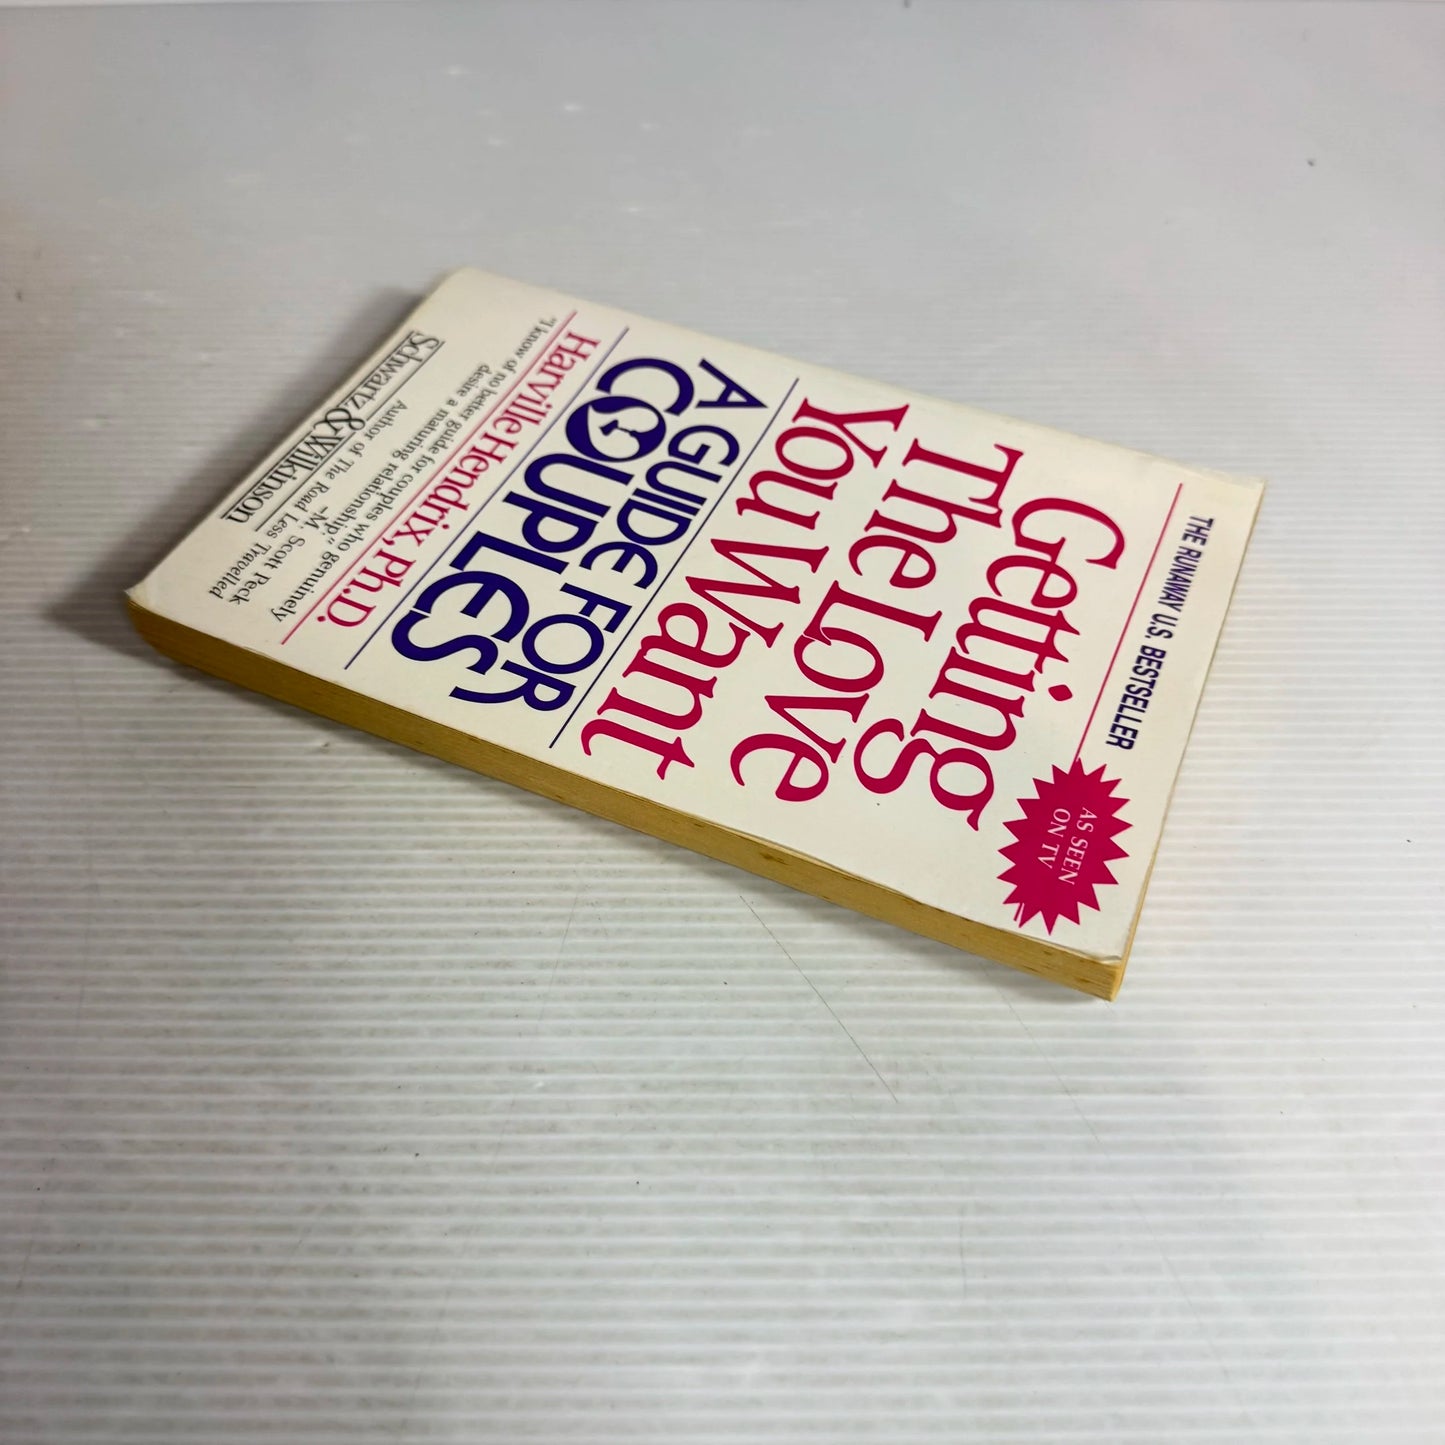 THE RUNAWAY U.S. BESTSELLER
AS SEEN
ON TV
Getting
The Love
You Want
A GUIDE FOR
COUPLES
Harville Hendrix, Ph.D.
"I know of no better guide for couples who genuinely
desire a maturing relationship."
-M. Scott Peck
Author of The Road Less Travelled
Schwartz & Wilkinson